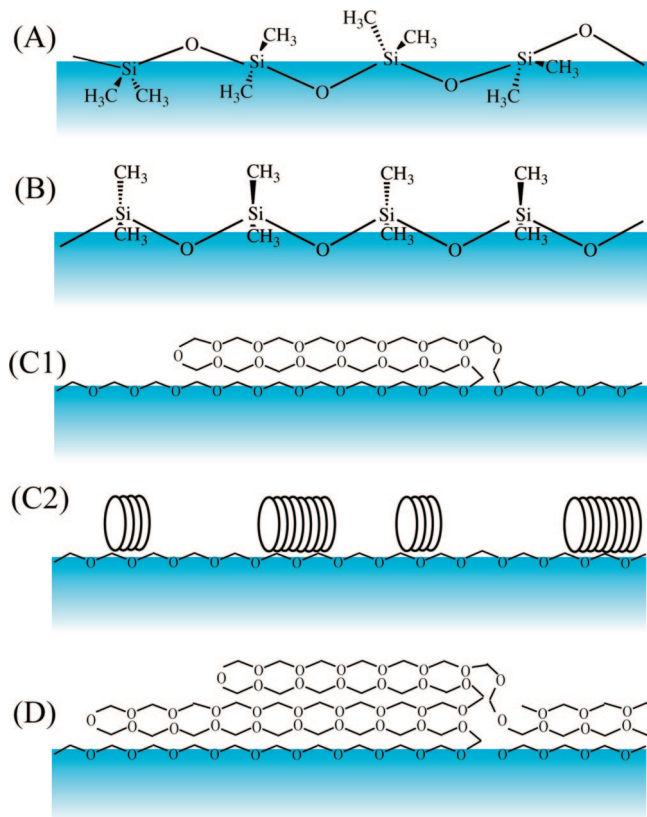 (A)
H₃C
O CH₃ CH₃ O
Si Si Si Si CH₃
H₃C CH₃ H₃C O O H₃C
(B)
CH₃ CH₃ CH₃ CH₃
Si Si Si Si
CH₃ CH₃ CH₃ CH₃
O O O O
(C1)
O O O O O O O
O O
O O O O O O O
O O O O O O O O O O O O O O
(C2)
O O O O O O O O O O O O O O
(D)
O O O O O O
O O
O O O O O O
O O O O O O O O O O O O
O O
O O O O O O O O O O O O
O O O O O O O O O O O O O O